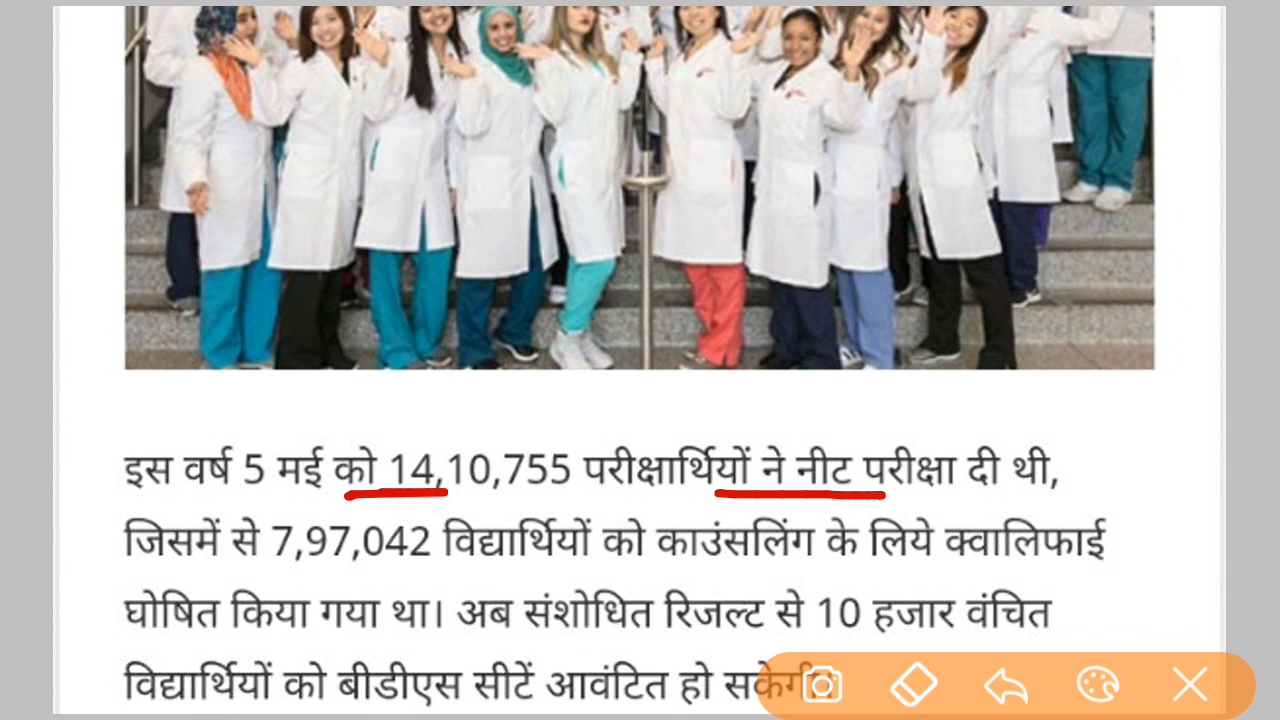 इस वर्ष 5 मई को 14,10,755 परीक्षार्थियों ने नीट परीक्षा दी थी,
जिसमें से 7,97,042 विद्यार्थियों को काउंसलिंग के लिये क्वालिफाई
घोषित किया गया था। अब संशोधित रिजल्ट से 10 हजार वंचित
विद्यार्थियों को बीडीएस सीटें आवंटित हो